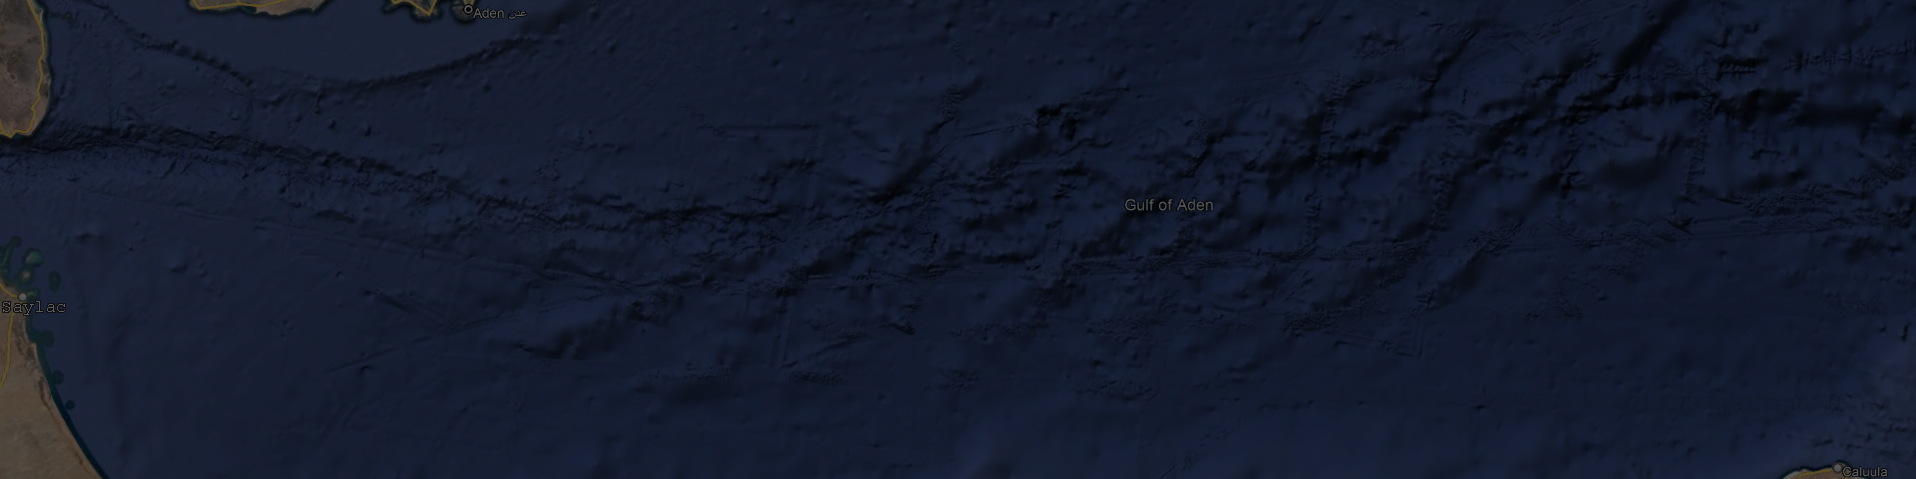 Aden عدن
Gulf of Aden
Saylac
Caluula